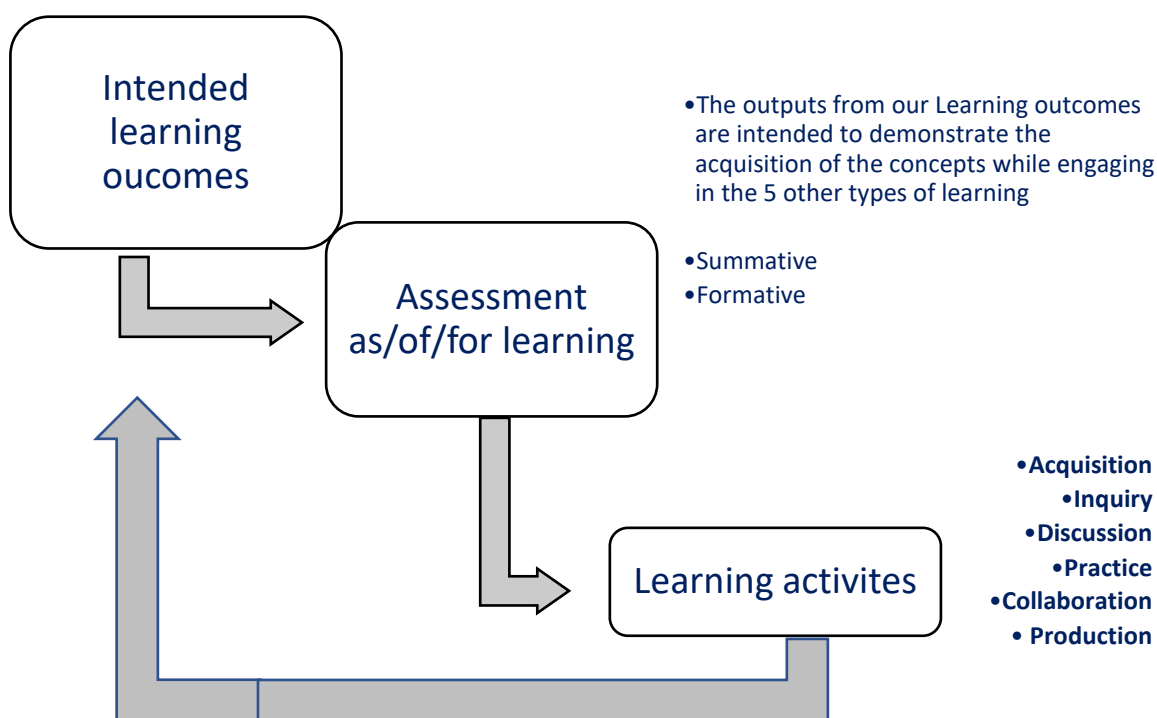 Intended
learning
oucomes
•The outputs from our Learning outcomes
are intended to demonstrate the
acquisition of the concepts while engaging
in the 5 other types of learning
Assessment
as/of/for learning
•Summative
•Formative
Learning activites
•Acquisition
•Inquiry
•Discussion
•Practice
•Collaboration
• Production